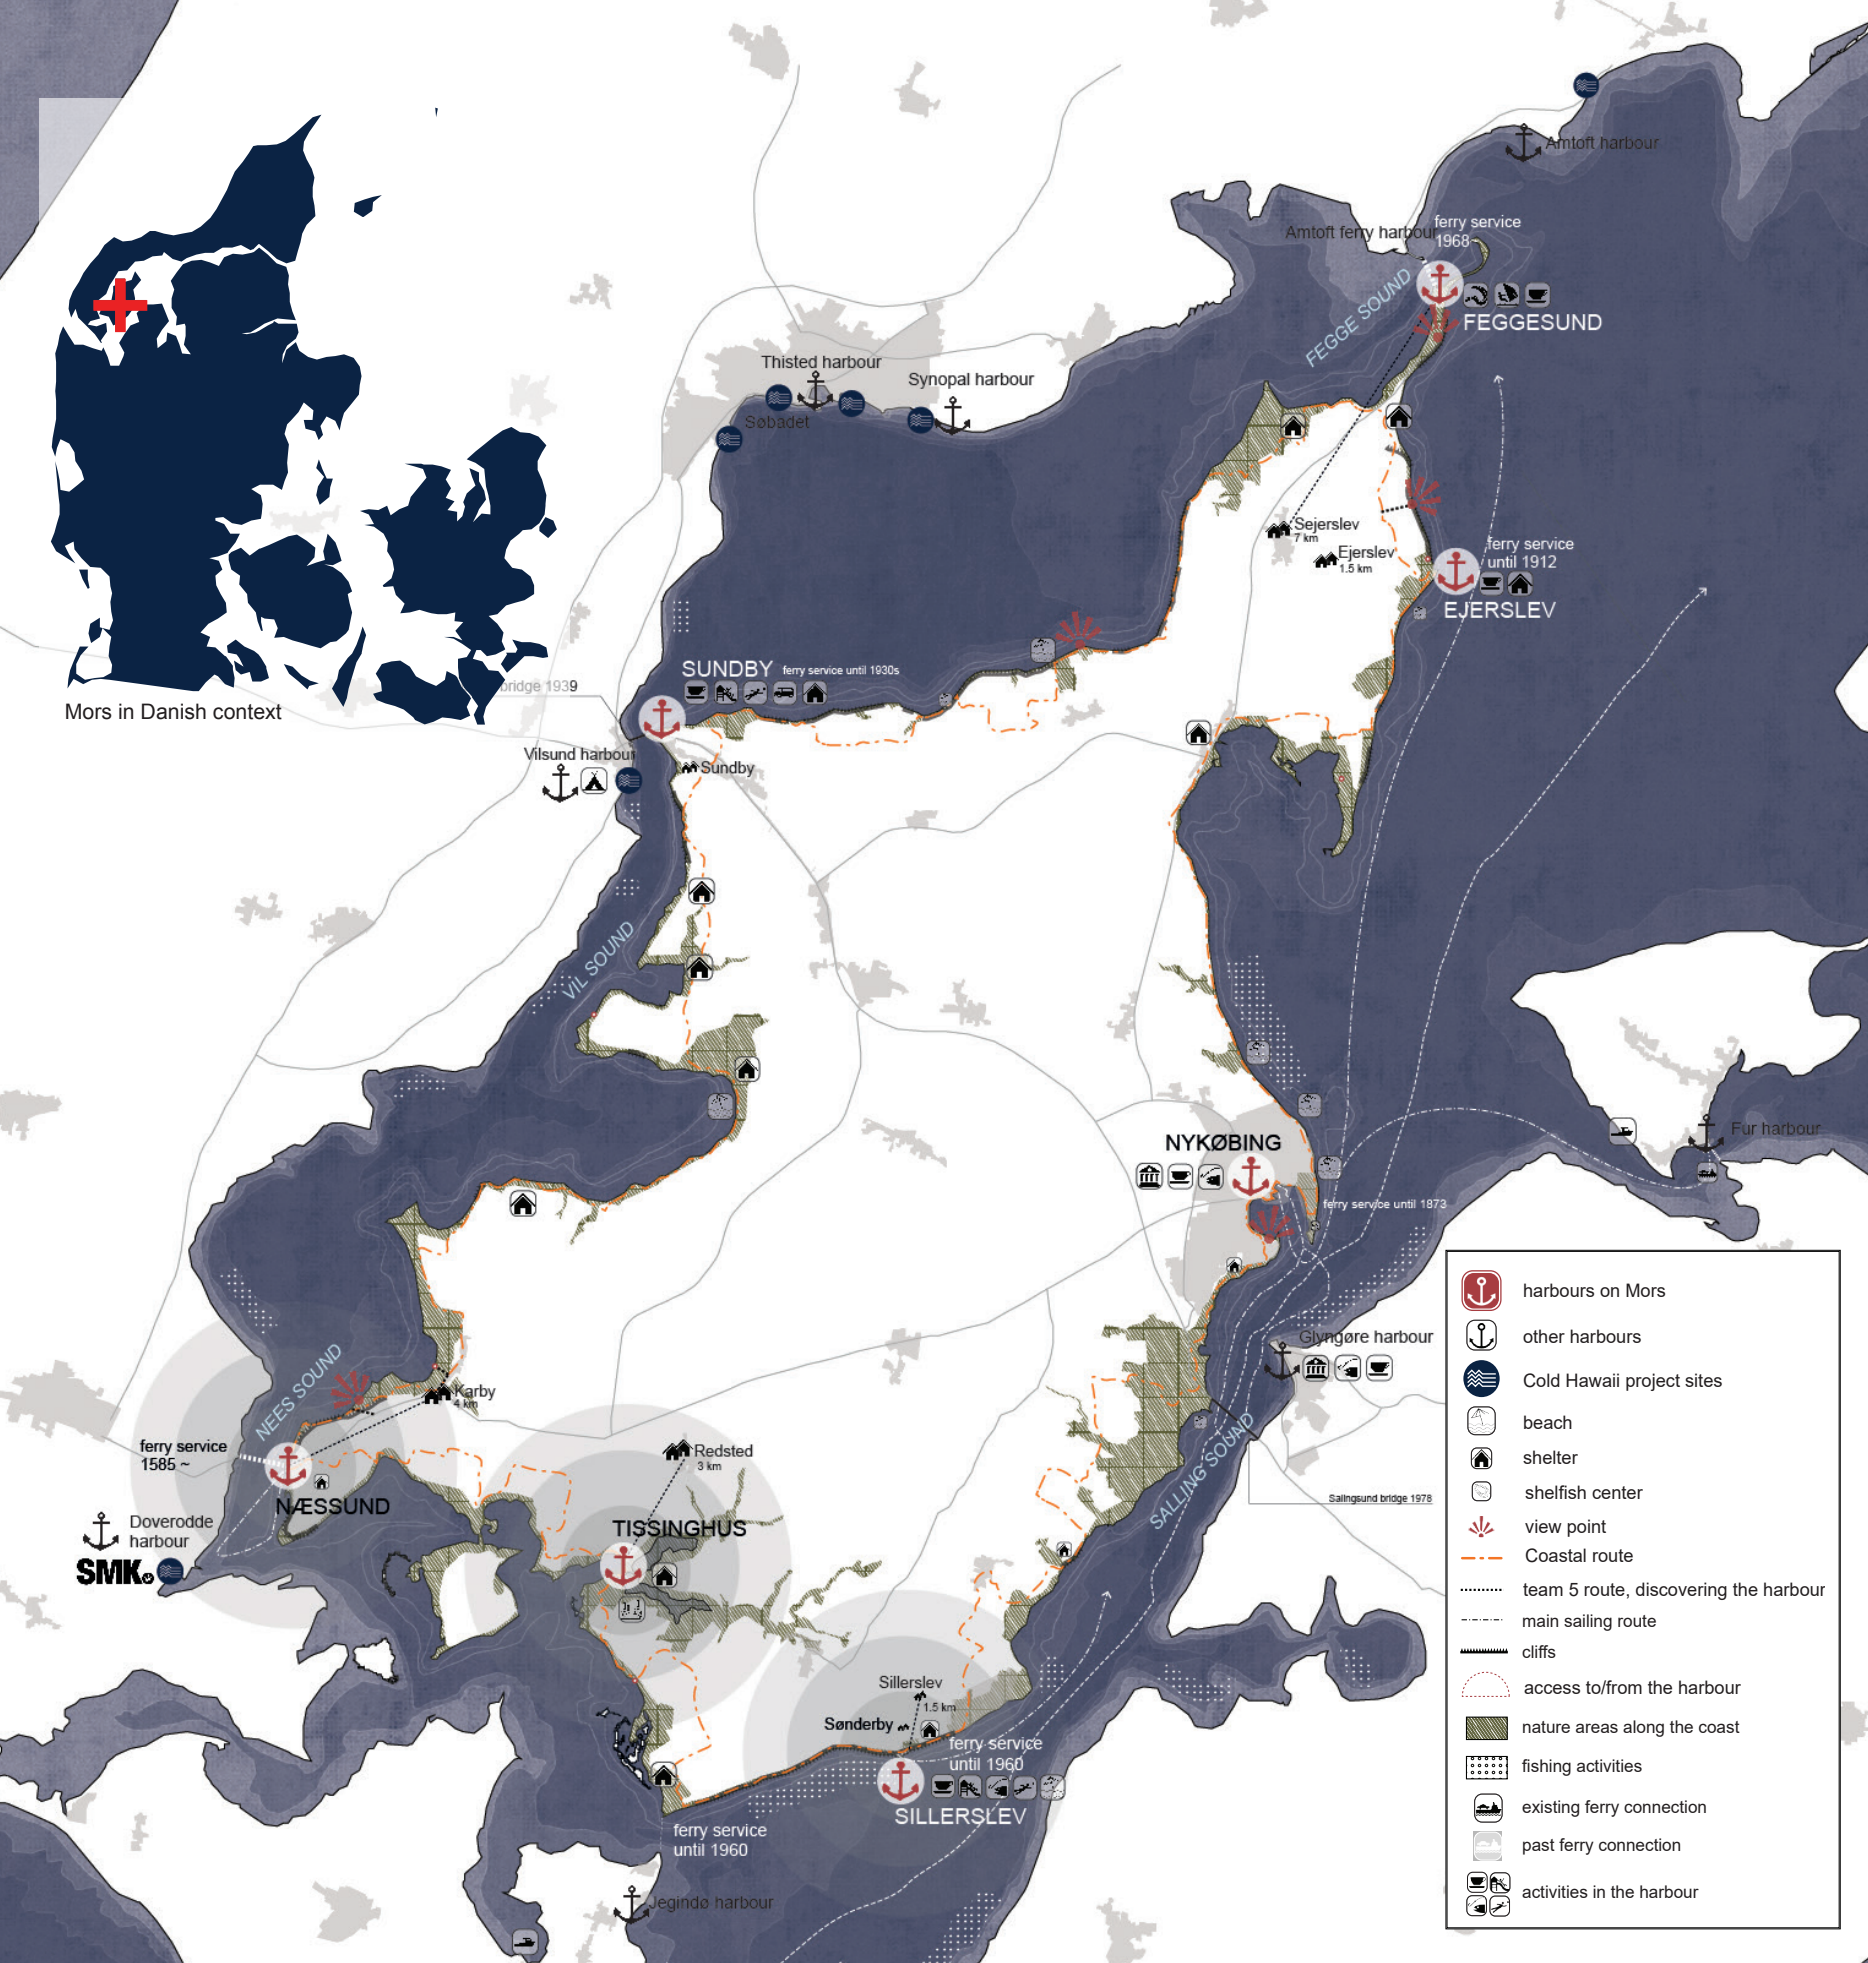 Amtoft harbour
ferry service
1968
Amtoft ferry harbour
FEGGE SOUND
FEGGESUND
Thisted harbour
Synopal harbour
Søbadet
Sejerslev
7 km
Ejerslev
1.5 km
ferry service
until 1912
EJERSLEV
SUNDBY
ferry service until 1930s
bridge 1939
Mors in Danish context
Vilsund harbour
Sundby
VIL SOUND
NYKØBING
Fur harbour
ferry service until 1873
Glyngøre harbour
NEES SOUND
Karby
4 km
ferry service
1585 ~
Redsted
3 km
SALLING SOUND
Salingsund bridge 1978
NÆSSUND
Doverodde
harbour
SMK
TISSINGHUS
Sillerslev
1.5 km
Sønderby
ferry service
until 1960
SILLERSLEV
ferry service
until 1960
Jegindø harbour
harbours on Mors
other harbours
Cold Hawaii project sites
beach
shelter
shelfish center
view point
Coastal route
team 5 route, discovering the harbour
main sailing route
cliffs
access to/from the harbour
nature areas along the coast
fishing activities
existing ferry connection
past ferry connection
activities in the harbour